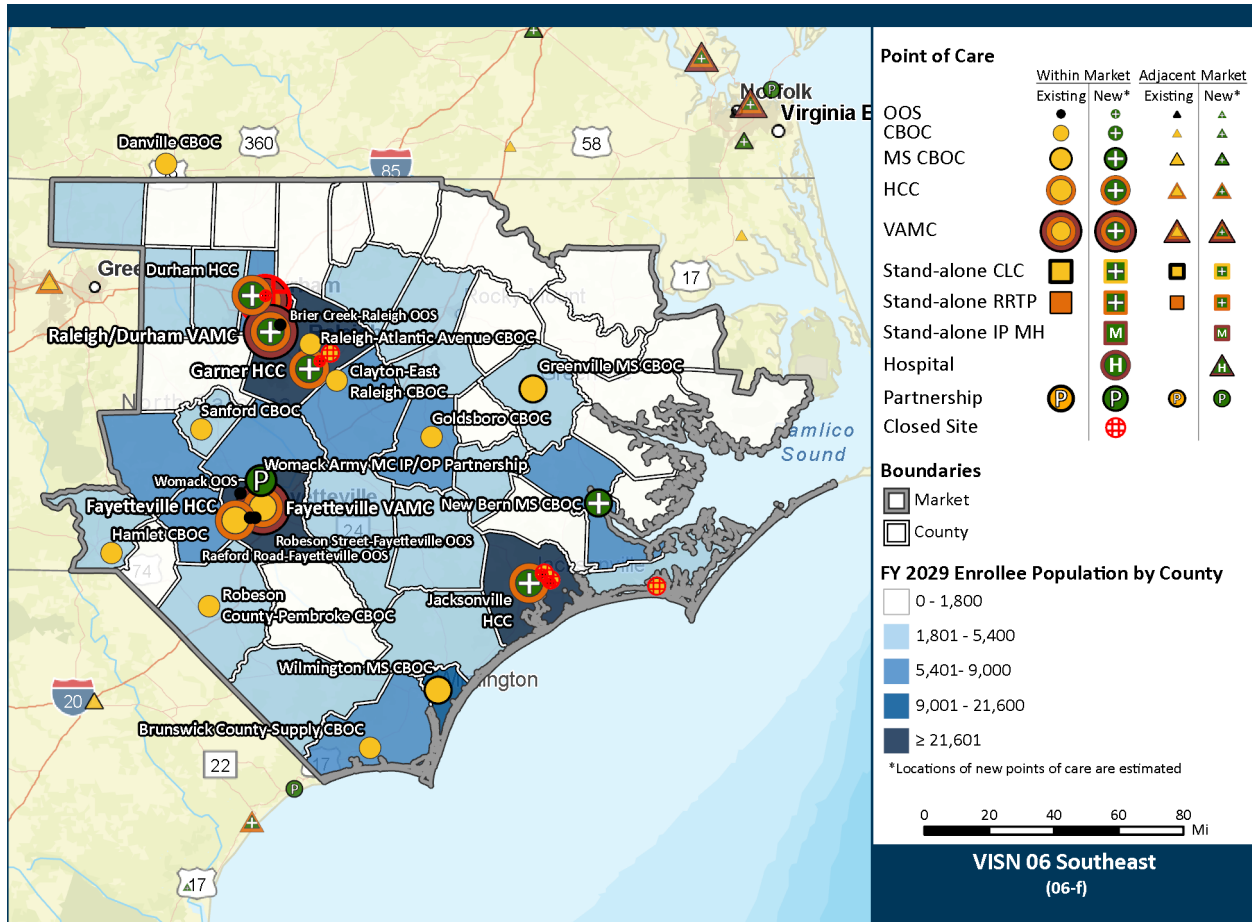 Norfolk
Virginia E
Danville CBOC
360
58
85
17
Gree
Durham HCC
ham
Rocky Mount
Brier Creek-Raleigh OOS
Raleigh/Durham VAMC
Raleigh-Atlantic Avenue CBOC
Garner HCC
Clayton-East
Raleigh CBOC
Greenville MS CBOC
Sanford CBOC
Goldsboro CBOC
amlico
Sound
Womack Army MC IP/OP Partnership
Womack OOS
P
yetteville
Fayetteville HCC
Fayetteville VAMC
New Bern MS CBOC
24
Hamlet CBOC
Robeson Street-Fayetteville OOS
Raeford Road-Fayetteville OOS
74
Jacksonville
HCC
Robeson
County-Pembroke CBOC
Wilmington MS CBOC
ington
20
Brunswick County-Supply CBOC
22
17
P
17
P
Point of Care
Within Market
Adjacent Market
Existing
New*
Existing
New*
OOS
CBOC
MS CBOC
HCC
VAMC
Stand-alone CLC
Stand-alone RRTP
Stand-alone IP MH
M
M
Hospital
H
H
Partnership
P
P
P
P
Closed Site
Boundaries
Market
County
FY 2029 Enrollee Population by County
0 - 1,800
1,801 - 5,400
5,401- 9,000
9,001 - 21,600
≥ 21,601
*Locations of new points of care are estimated
0 20 40 60 80
Mi
VISN 06 Southeast
(06-f)